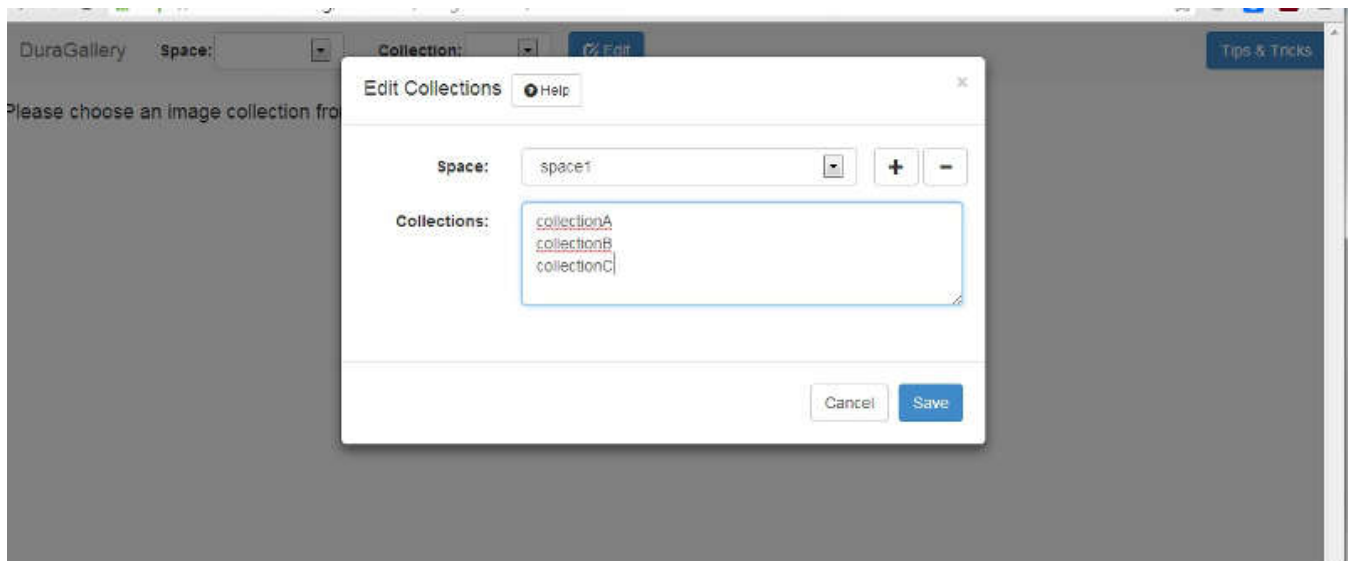 DuraGallery Space: Collection: Edit Tips & Tricks
Please choose an image collection fro
Edit Collections Help ×
Space: space1 + -
Collections: collectionA
collectionB
collectionC
Cancel Save